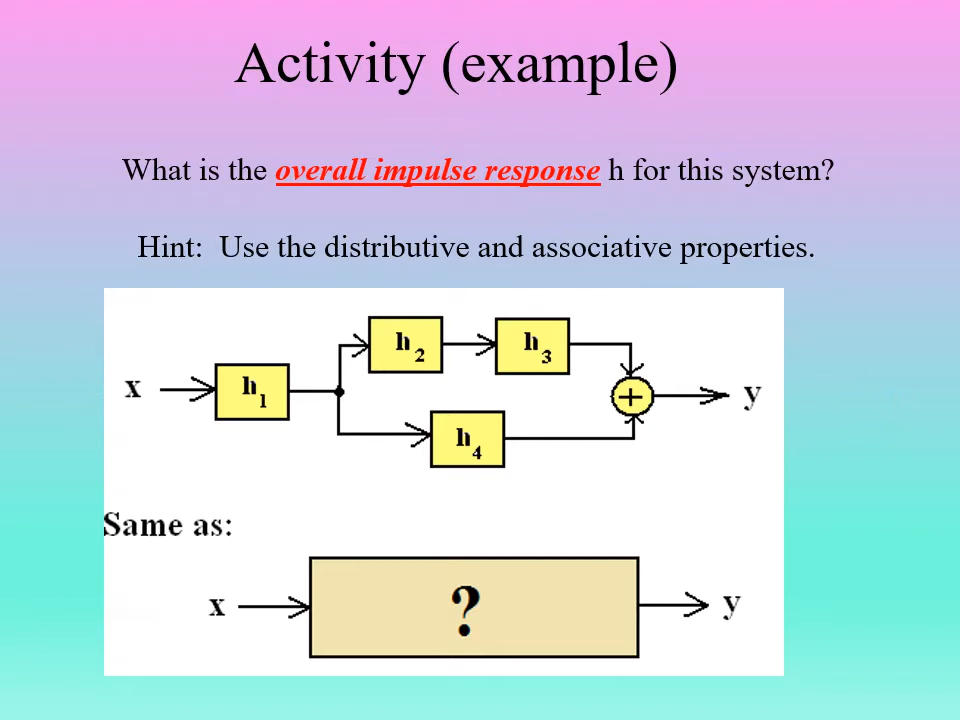 Activity (example)
What is the overall impulse response h for this system?
Hint: Use the distributive and associative properties.
h2 h3
x h1 + y
h4
Same as:
x ? y